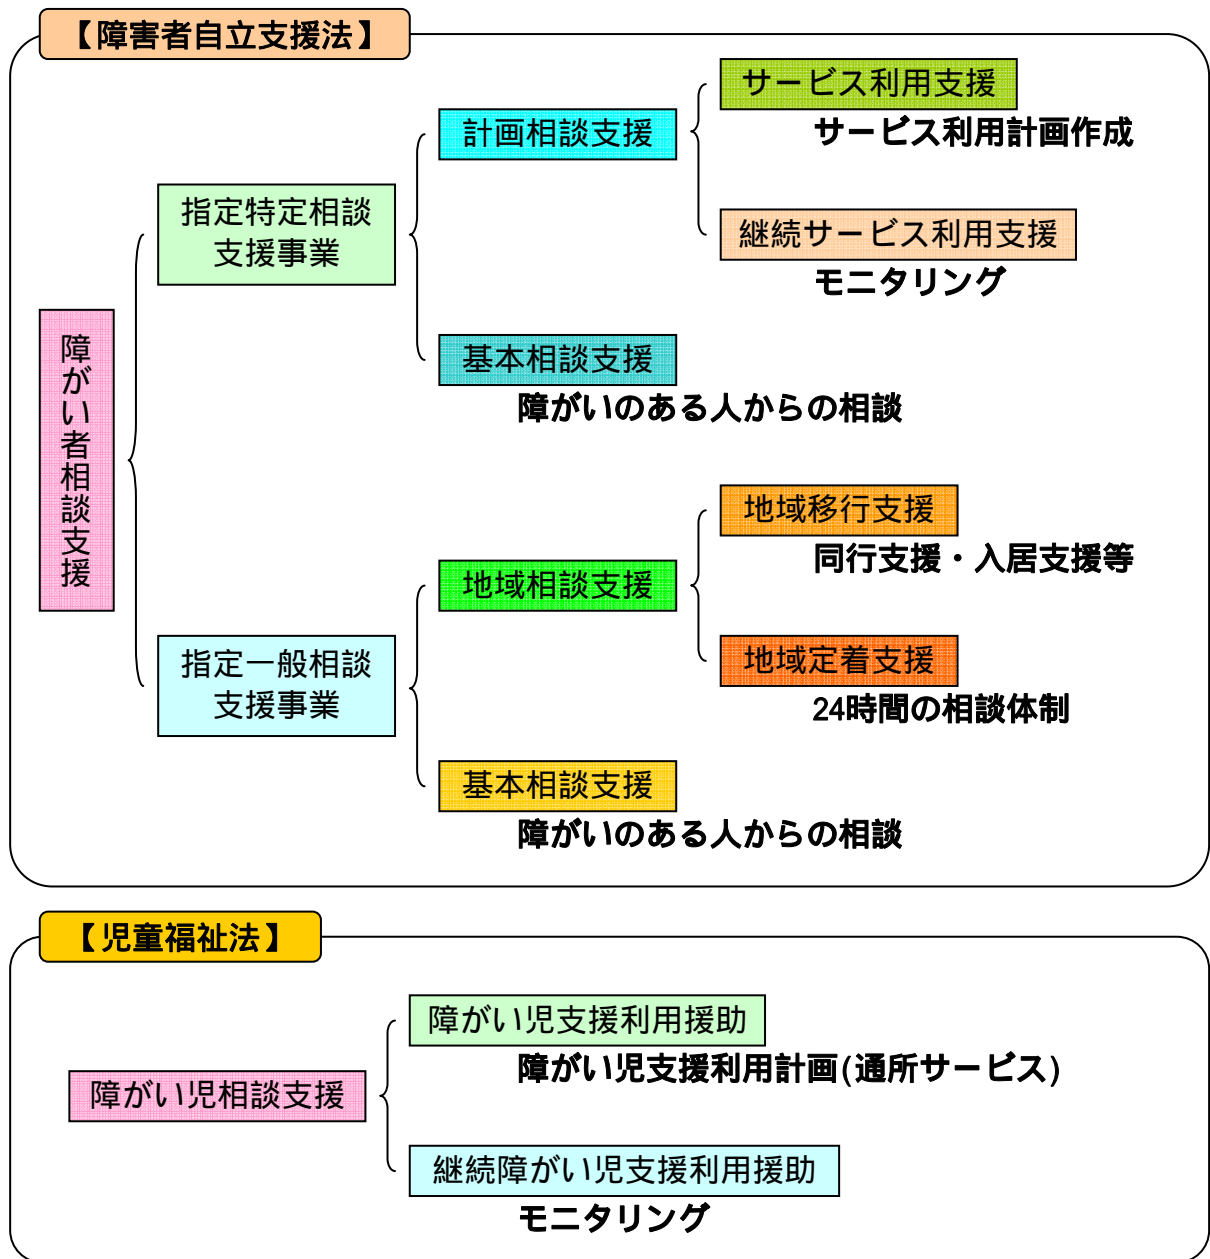 【障害者自立支援法】
障がい者相談支援
指定特定相談
支援事業
計画相談支援
サービス利用支援
サービス利用計画作成
継続サービス利用支援
モニタリング
基本相談支援
障がいのある人からの相談
指定一般相談
支援事業
地域相談支援
地域移行支援
同行支援・入居支援等
地域定着支援
24時間の相談体制
基本相談支援
障がいのある人からの相談
【児童福祉法】
障がい児相談支援
障がい児支援利用援助
障がい児支援利用計画(通所サービス)
継続障がい児支援利用援助
モニタリング